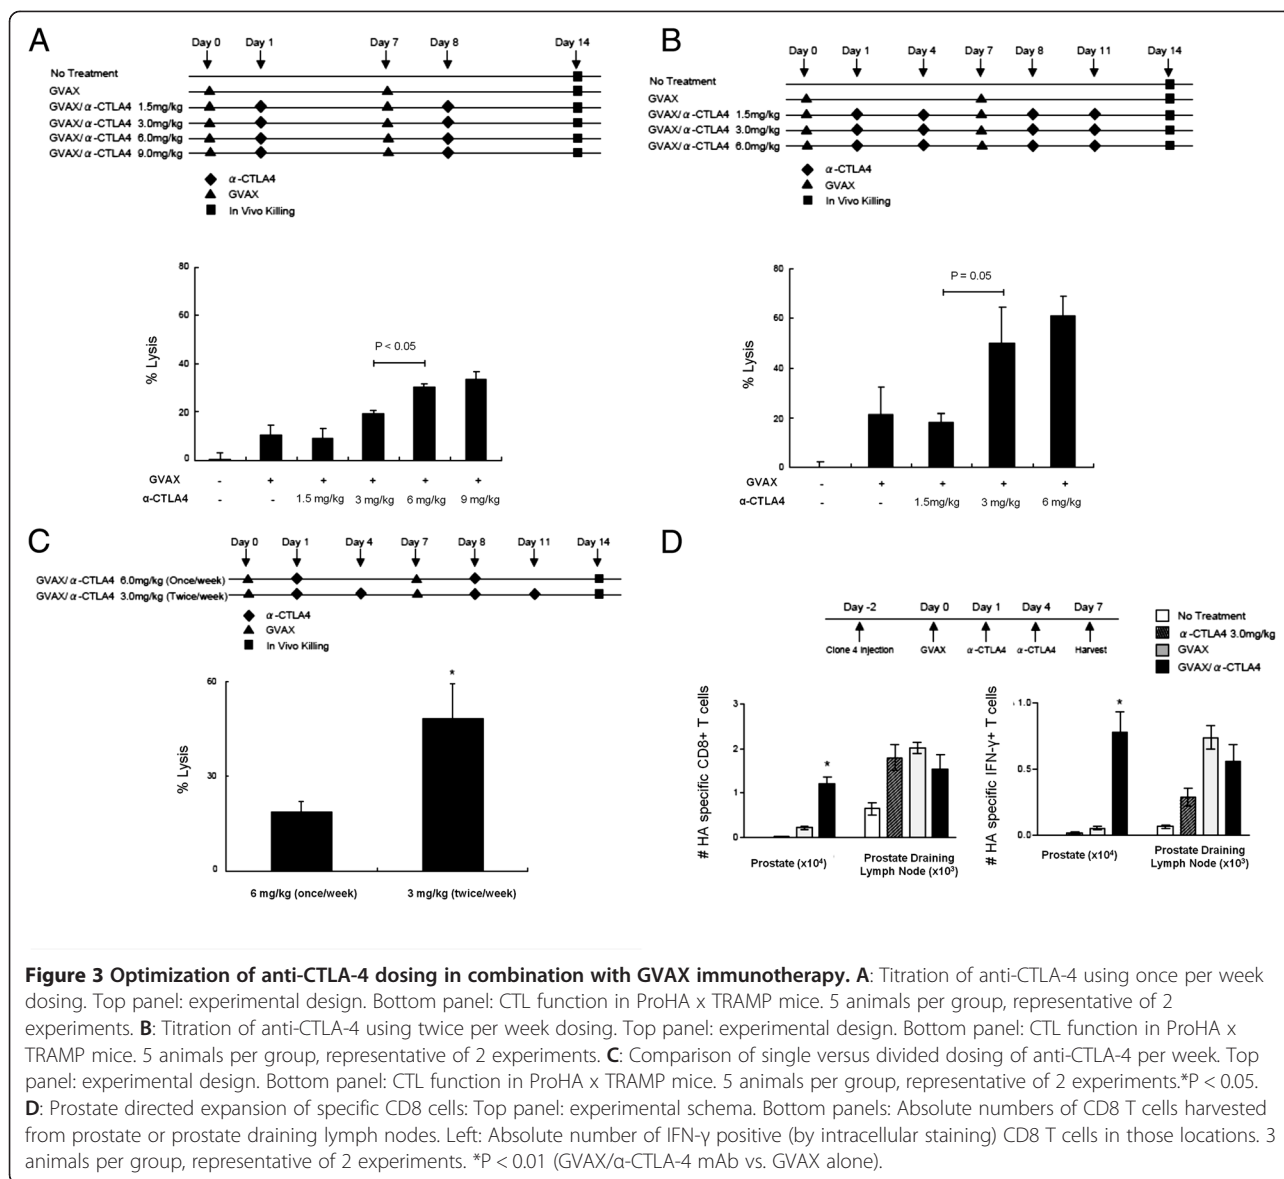 A
Day 0 Day 1 Day 7 Day 8 Day 14
No Treatment
GVAX
GVAX/α-CTLA4 1.5mg/kg
GVAX/α-CTLA4 3.0mg/kg
GVAX/α-CTLA4 6.0mg/kg
GVAX/α-CTLA4 9.0mg/kg
α-CTLA4
GVAX
In Vivo Killing
80
60
40
20
0
% Lysis
P < 0.05
GVAX - + + + + +
α-CTLA4 - - 1.5 mg/kg 3 mg/kg 6 mg/kg 9 mg/kg
B
Day 0 Day 1 Day 4 Day 7 Day 8 Day 11 Day 14
No Treatment
GVAX
GVAX/α-CTLA4 1.5mg/kg
GVAX/α-CTLA4 3.0mg/kg
GVAX/α-CTLA4 6.0mg/kg
α-CTLA4
GVAX
In Vivo Killing
80
60
40
20
0
% Lysis
P = 0.05
GVAX - + + + +
α-CTLA4 - - 1.5mg/kg 3 mg/kg 6 mg/kg
C
Day 0 Day 1 Day 4 Day 7 Day 8 Day 11 Day 14
GVAX/α-CTLA4 6.0mg/kg (Once/week)
GVAX/α-CTLA4 3.0mg/kg (Twice/week)
α-CTLA4
GVAX
In Vivo Killing
60
30
0
% Lysis
*
6 mg/kg (once/week) 3 mg/kg (twice/week)
D
Day -2 Day 0 Day 1 Day 4 Day 7
Clone 4 Injection GVAX α-CTLA4 α-CTLA4 Harvest
No Treatment
α-CTLA4 3.0mg/kg
GVAX
GVAX/α-CTLA4
# HA specific CD8+ T cells
3
2
1
0
*
Prostate (x10⁴) Prostate Draining
Lymph Node (x10³)
# HA specific IFN-γ+ T cells
1.0
0.5
0.0
*
Prostate (x10⁴) Prostate Draining
Lymph Node (x10³)
Figure 3 Optimization of anti-CTLA-4 dosing in combination with GVAX immunotherapy. A: Titration of anti-CTLA-4 using once per week
dosing. Top panel: experimental design. Bottom panel: CTL function in ProHA x TRAMP mice. 5 animals per group, representative of 2
experiments. B: Titration of anti-CTLA-4 using twice per week dosing. Top panel: experimental design. Bottom panel: CTL function in ProHA x
TRAMP mice. 5 animals per group, representative of 2 experiments. C: Comparison of single versus divided dosing of anti-CTLA-4 per week. Top
panel: experimental design. Bottom panel: CTL function in ProHA x TRAMP mice. 5 animals per group, representative of 2 experiments.*P < 0.05.
D: Prostate directed expansion of specific CD8 cells: Top panel: experimental schema. Bottom panels: Absolute numbers of CD8 T cells harvested
from prostate or prostate draining lymph nodes. Left: Absolute number of IFN-γ positive (by intracellular staining) CD8 T cells in those locations. 3
animals per group, representative of 2 experiments. *P < 0.01 (GVAX/α-CTLA-4 mAb vs. GVAX alone).